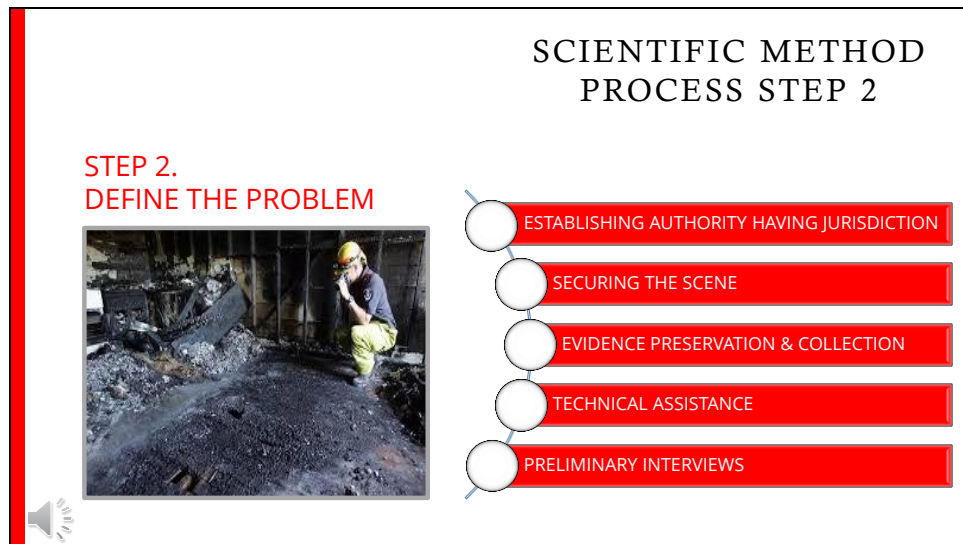 SCIENTIFIC METHOD
PROCESS STEP 2
STEP 2.
DEFINE THE PROBLEM
ESTABLISHING AUTHORITY HAVING JURISDICTION
SECURING THE SCENE
EVIDENCE PRESERVATION & COLLECTION
TECHNICAL ASSISTANCE
PRELIMINARY INTERVIEWS